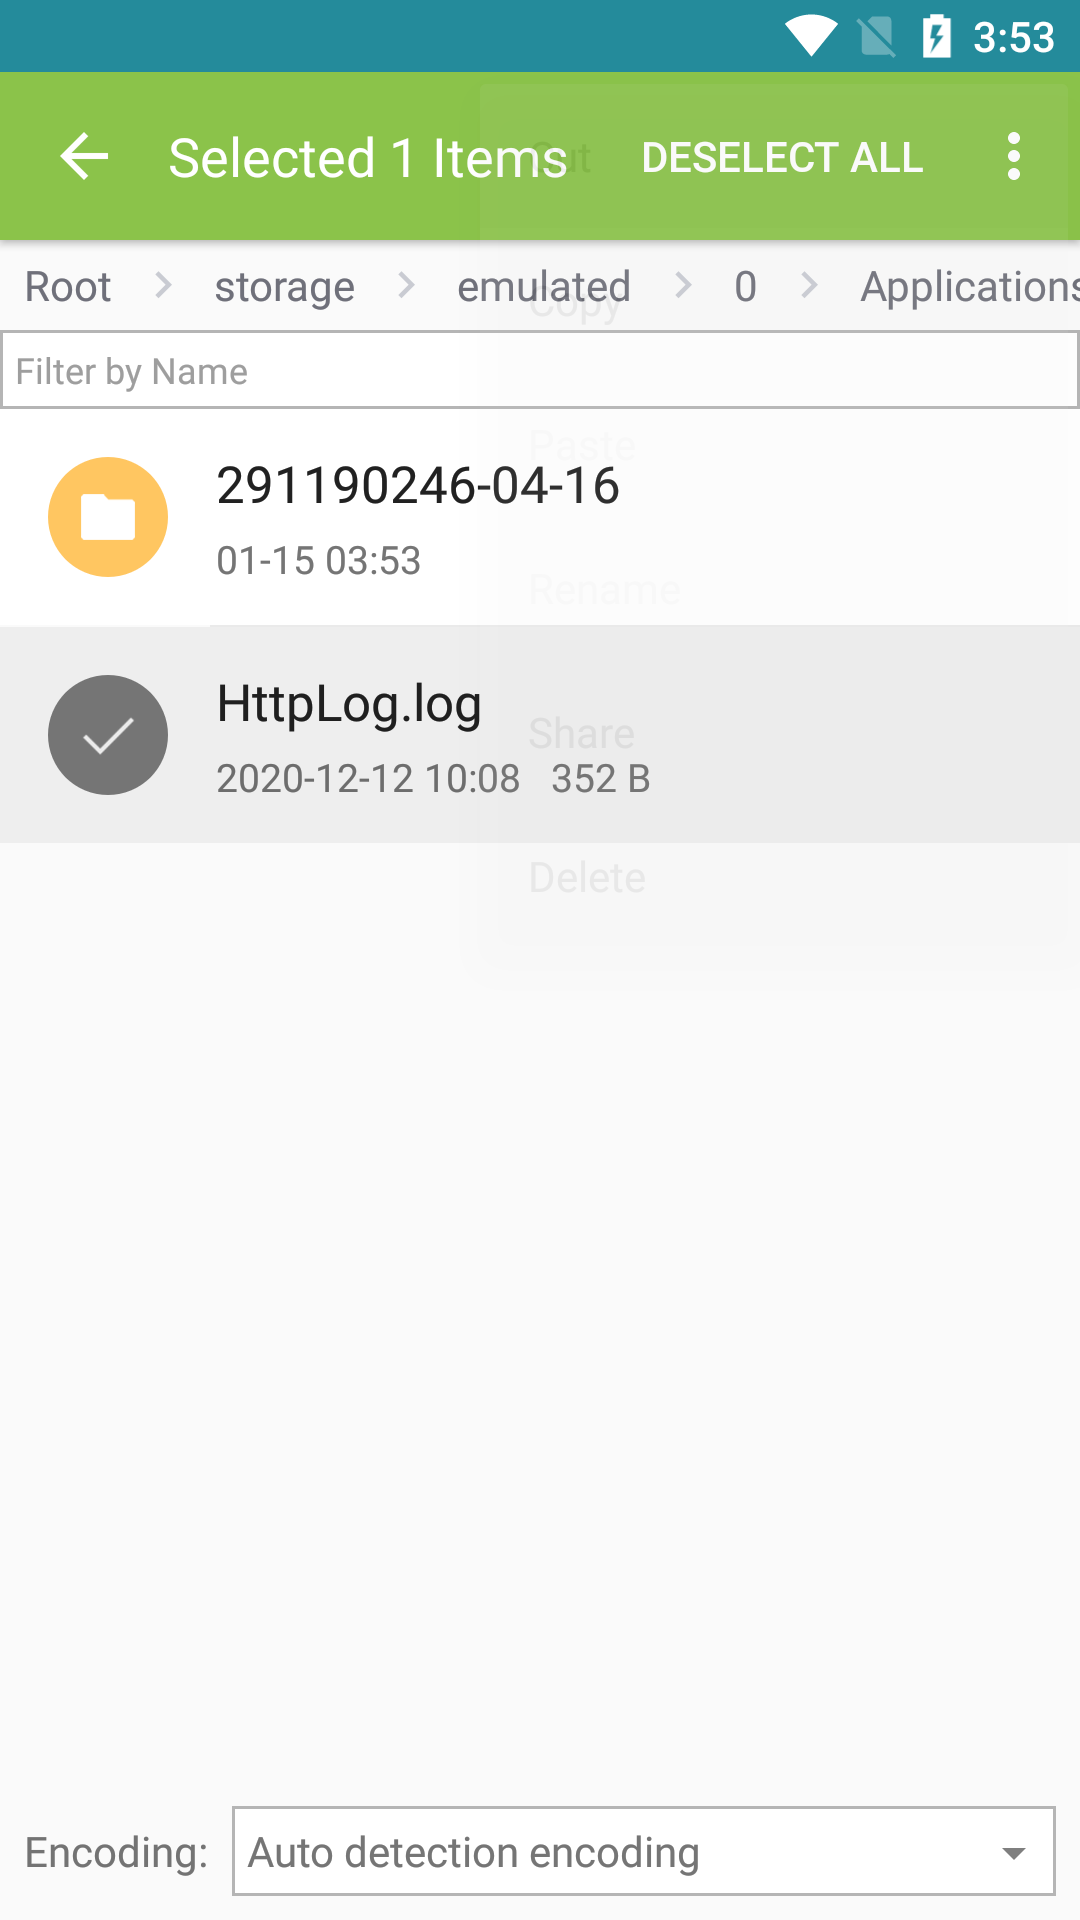 3:53
Selected 1 Items
DESELECT ALL
Cut
Root
storage
emulated
0
Applications
Copy
Filter by Name
Paste
291190246-04-16
01-15 03:53
Rename
HttpLog.log
Share
2020-12-12 10:08 352 B
Delete
Encoding:
Auto detection encoding